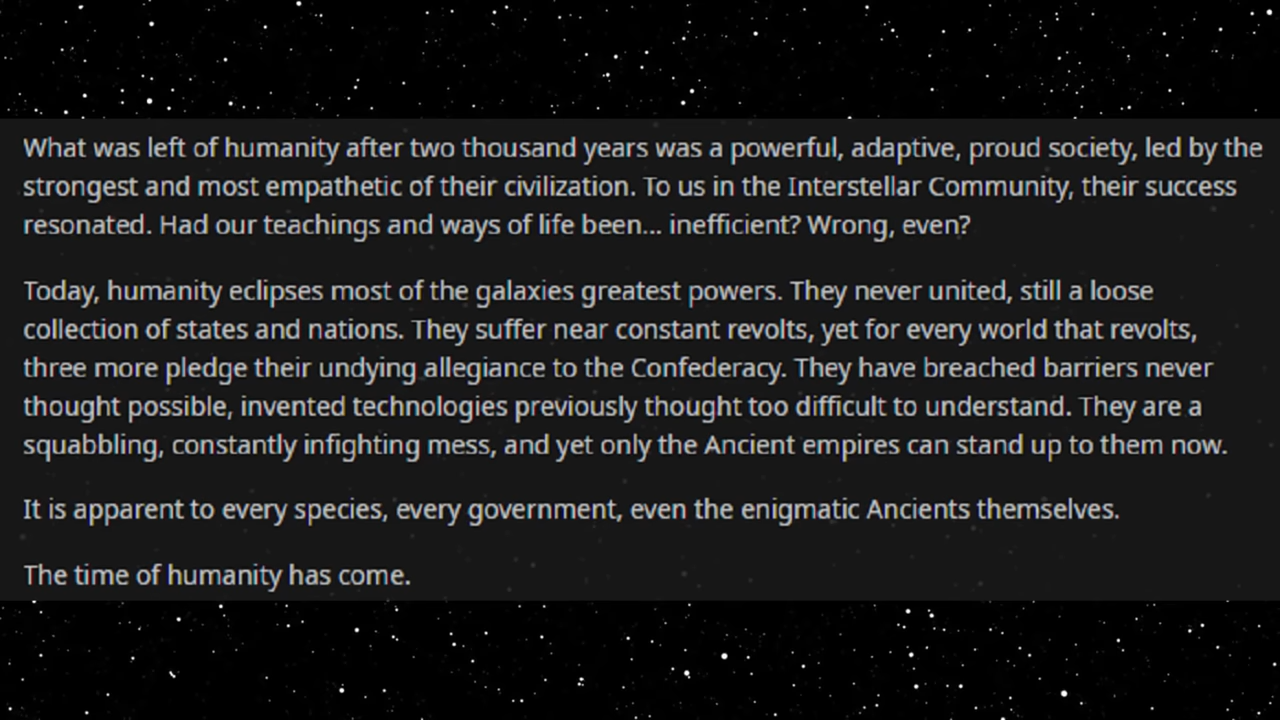 What was left of humanity after two thousand years was a powerful, adaptive, proud society, led by the
strongest and most empathetic of their civilization. To us in the Interstellar Community, their success
resonated. Had our teachings and ways of life been... inefficient? Wrong, even?
Today, humanity eclipses most of the galaxies greatest powers. They never united, still a loose
collection of states and nations. They suffer near constant revolts, yet for every world that revolts,
three more pledge their undying allegiance to the Confederacy. They have breached barriers never
thought possible, invented technologies previously thought too difficult to understand. They are a
squabbling, constantly infighting mess, and yet only the Ancient empires can stand up to them now.
It is apparent to every species, every government, even the enigmatic Ancients themselves.
The time of humanity has come.